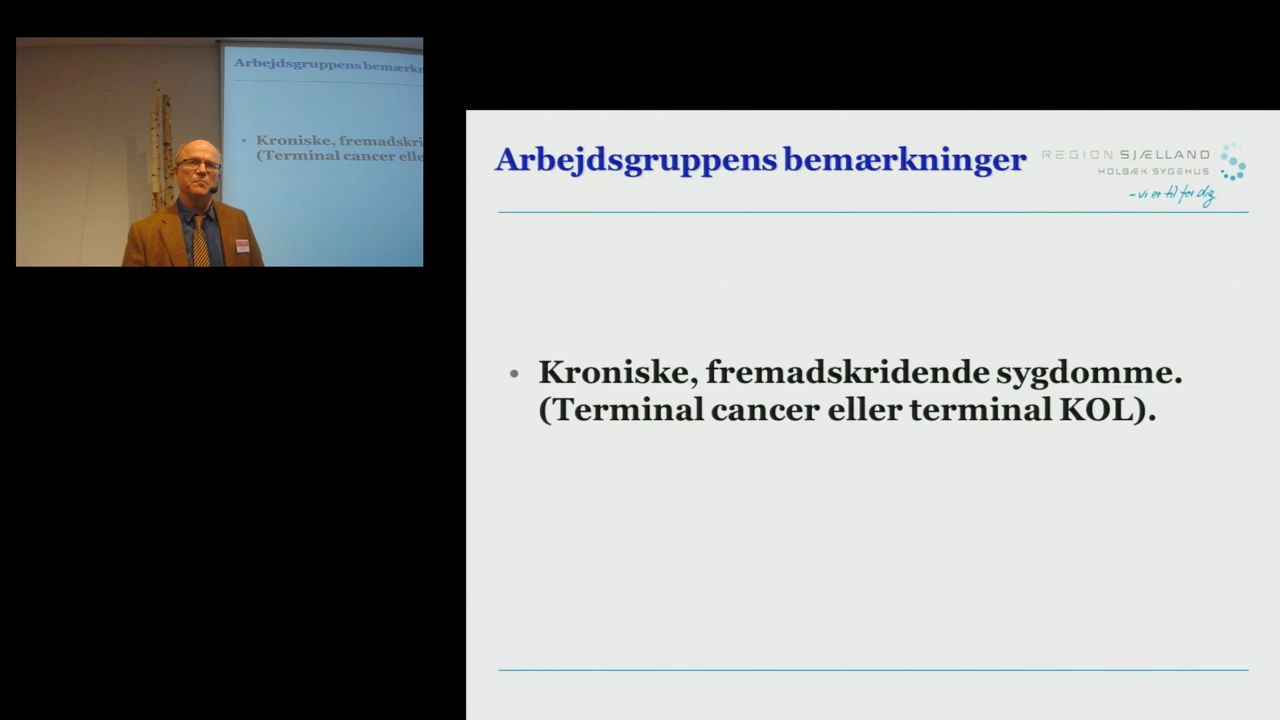 Arbejdsgruppens bemærkn
Kroniske, fremadskri
(Terminal cancer elle
Arbejdsgruppens bemærkninger
REGION SJÆLLAND
HOLBÆK SYGEHUS
- vi er til for dig
• Kroniske, fremadskridende sygdomme.
(Terminal cancer eller terminal KOL).